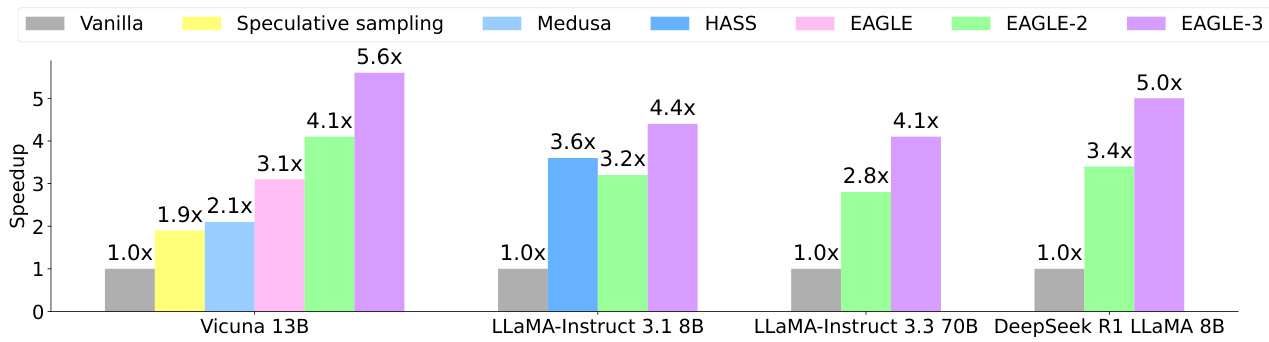 Vanilla Speculative sampling Medusa HASS EAGLE EAGLE-2 EAGLE-3
Speedup
5
4
3
2
1
0
1.0x 1.9x 2.1x 3.1x 4.1x 5.6x
1.0x 3.6x 3.2x 4.4x
1.0x 2.8x 4.1x
1.0x 3.4x 5.0x
Vicuna 13B LLaMA-Instruct 3.1 8B LLaMA-Instruct 3.3 70B DeepSeek R1 LLaMA 8B